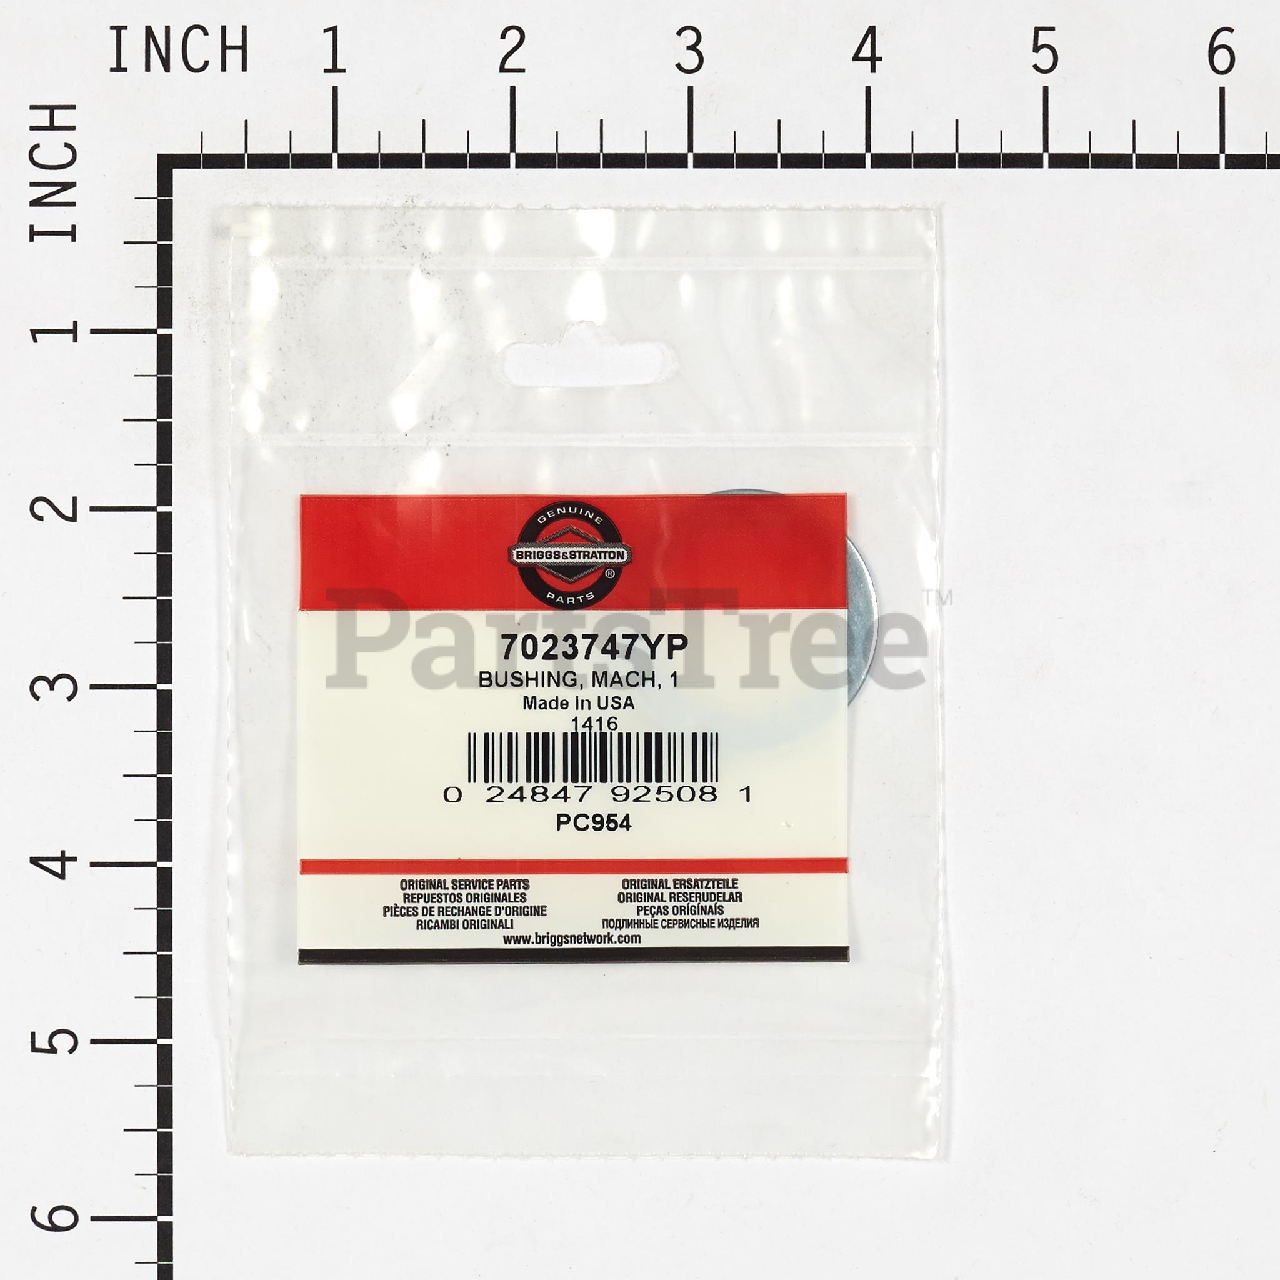 INCH 1 2 3 4 5 6
INCH 1 2 3 4 5 6
GENUINE
BRIGGS&STRATTON
®
PARTS
PartsTree™
7023747YP
BUSHING, MACH, 1
Made In USA
1416
0 24847 92508 1
PC954
ORIGINAL SERVICE PARTS
REPUESTOS ORIGINALES
PIÈCES DE RECHANGE D'ORIGINE
RICAMBI ORIGINALI
ORIGINAL ERSATZTEILE
ORIGINAL RESERUDELAR
PEÇAS ORÍGÍNAÍS
ПОДЛИННЫЕ СЕРВИСНЫЕ ИЗДЕЛИЯ
www.briggsnetwork.com